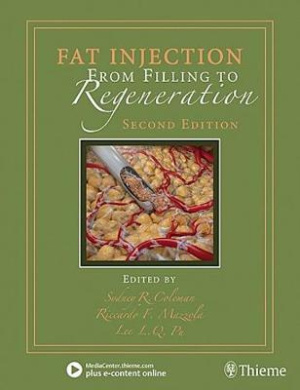 FAT INJECTION
FROM FILLING TO
Regeneration
SECOND EDITION
EDITED BY
Sydney R. Coleman
Riccardo F. Mazzola
Lee L.Q. Pu
MediaCenter.thieme.com
plus e-content online
Thieme